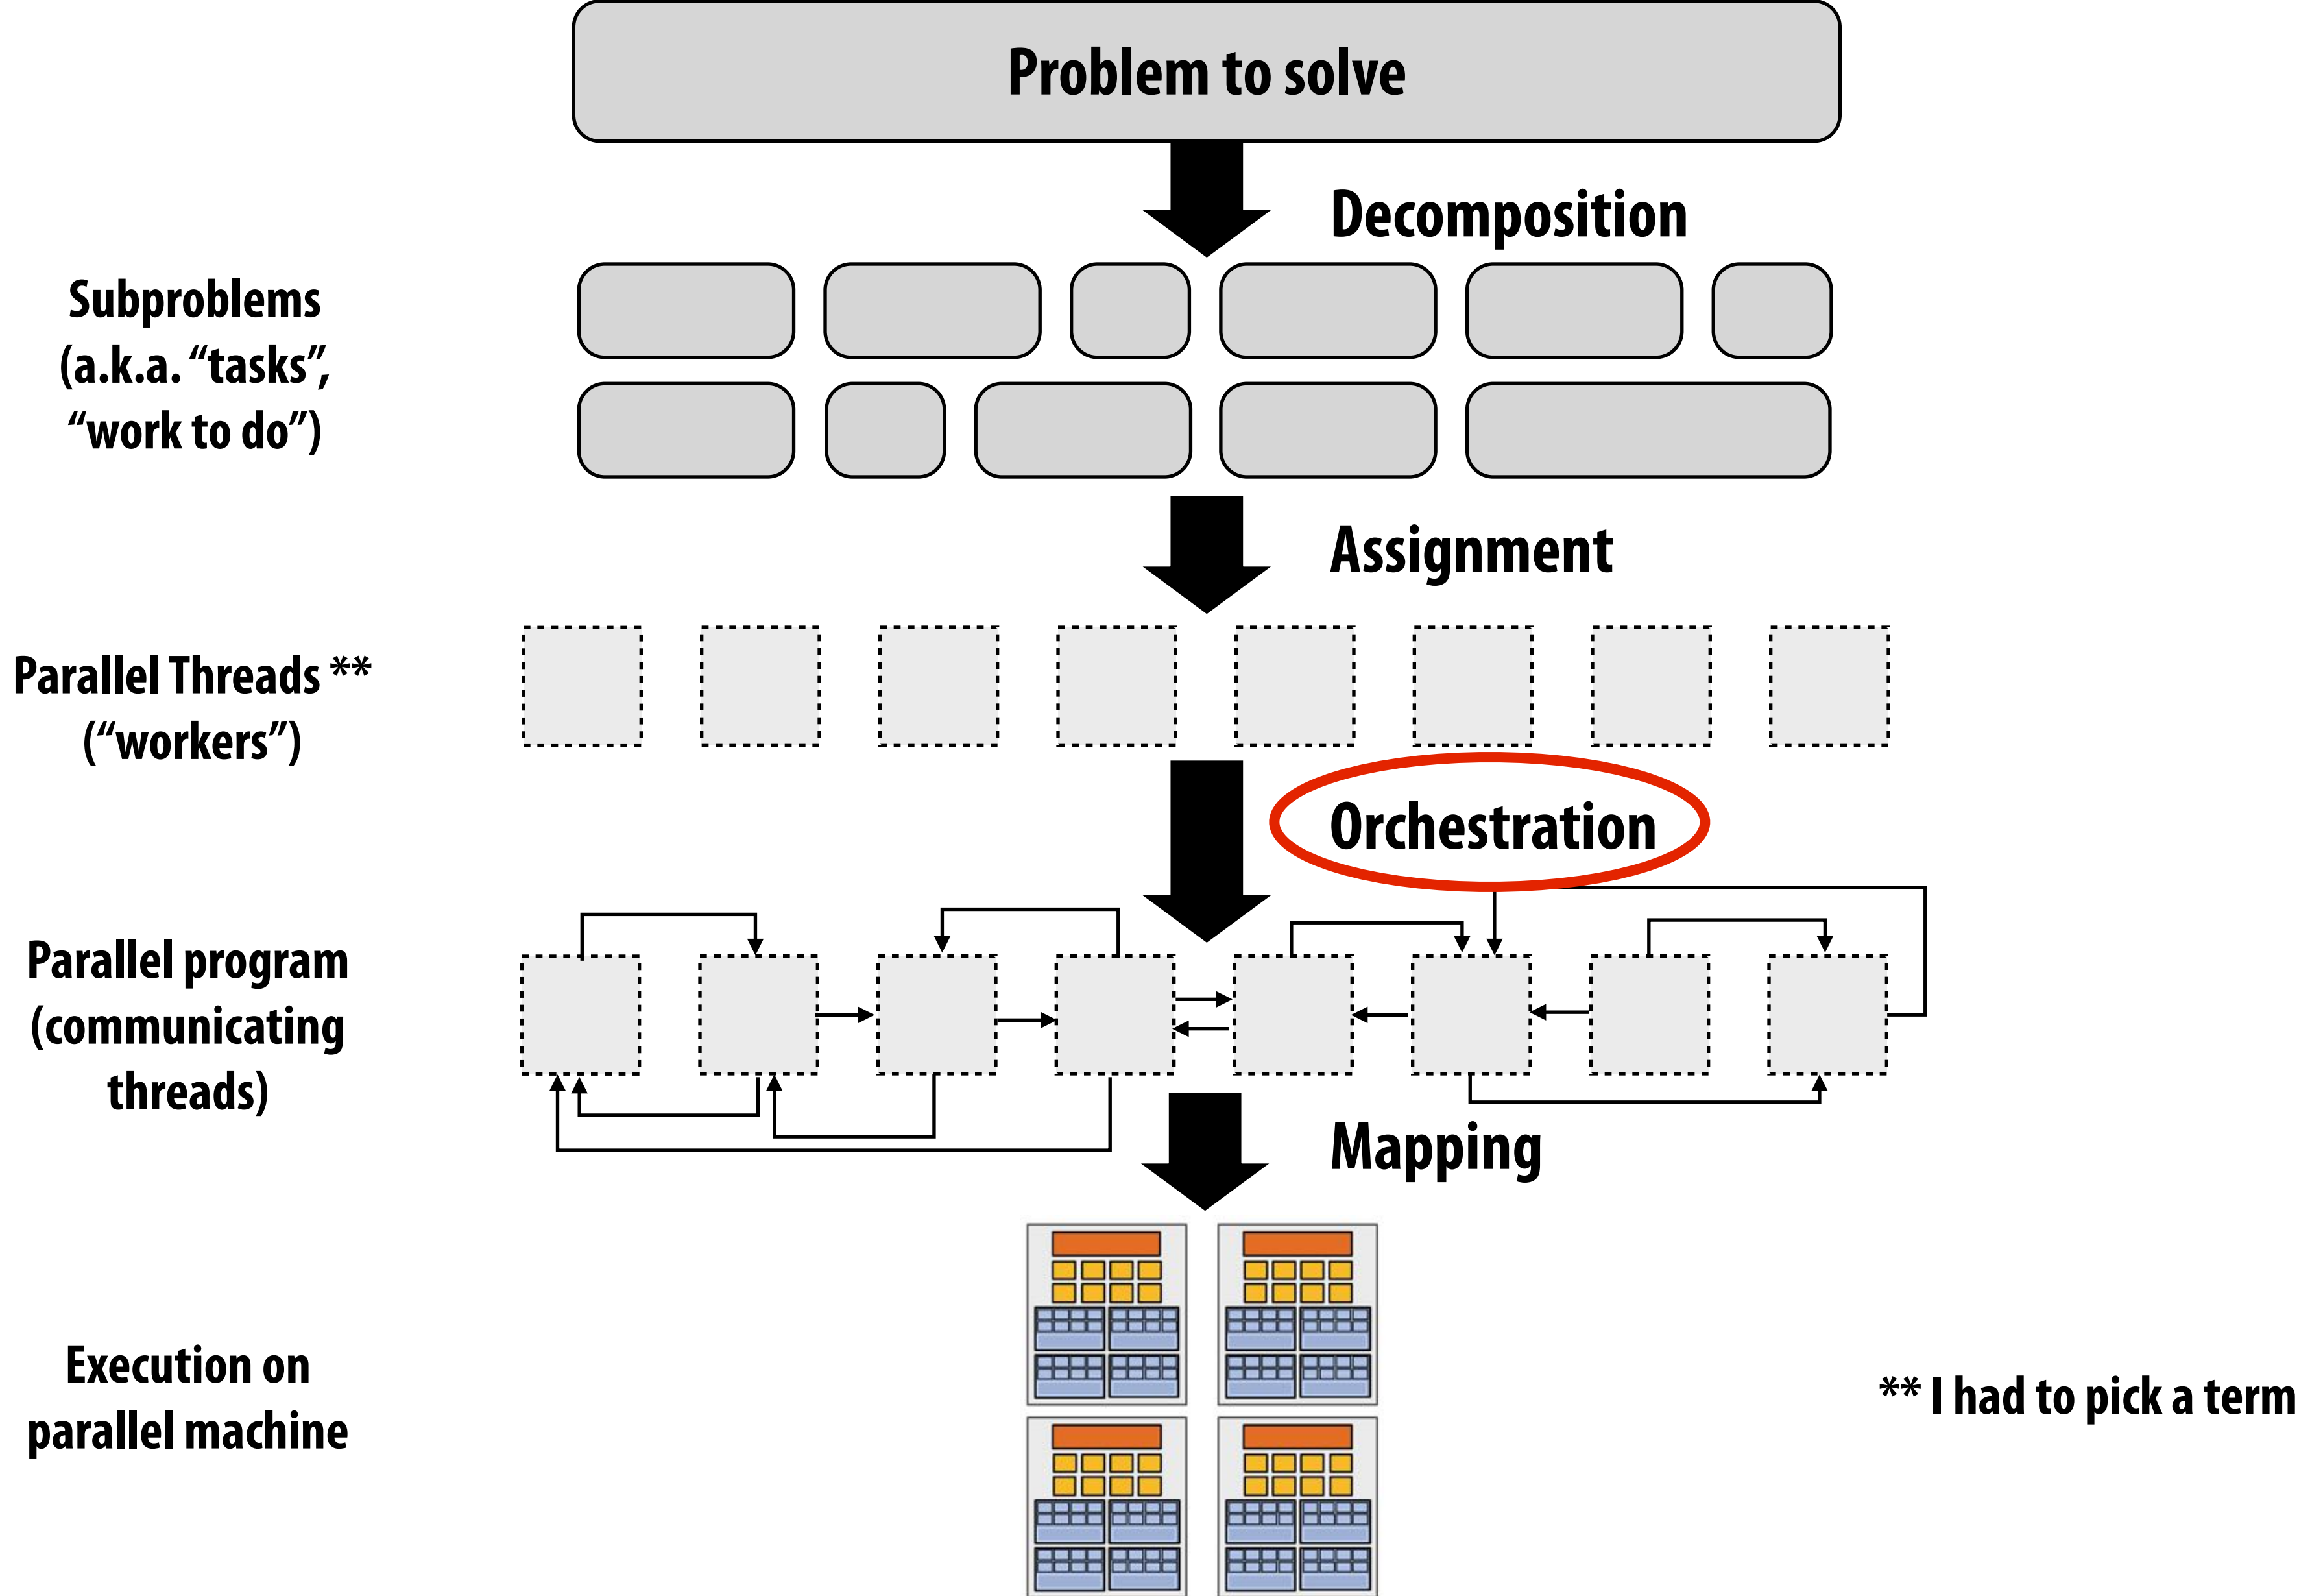 Problem to solve
Decomposition
Subproblems
(a.k.a. “tasks”,
“work to do”)
Assignment
Parallel Threads **
(“workers”)
Orchestration
Parallel program
(communicating
threads)
Mapping
Execution on
parallel machine
** I had to pick a term